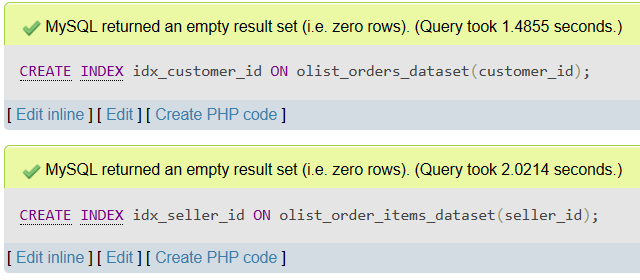 MySQL returned an empty result set (i.e. zero rows). (Query took 1.4855 seconds.)
CREATE INDEX idx_customer_id ON olist_orders_dataset(customer_id);
[ Edit inline ] [ Edit ] [ Create PHP code ]
MySQL returned an empty result set (i.e. zero rows). (Query took 2.0214 seconds.)
CREATE INDEX idx_seller_id ON olist_order_items_dataset(seller_id);
[ Edit inline ] [ Edit ] [ Create PHP code ]